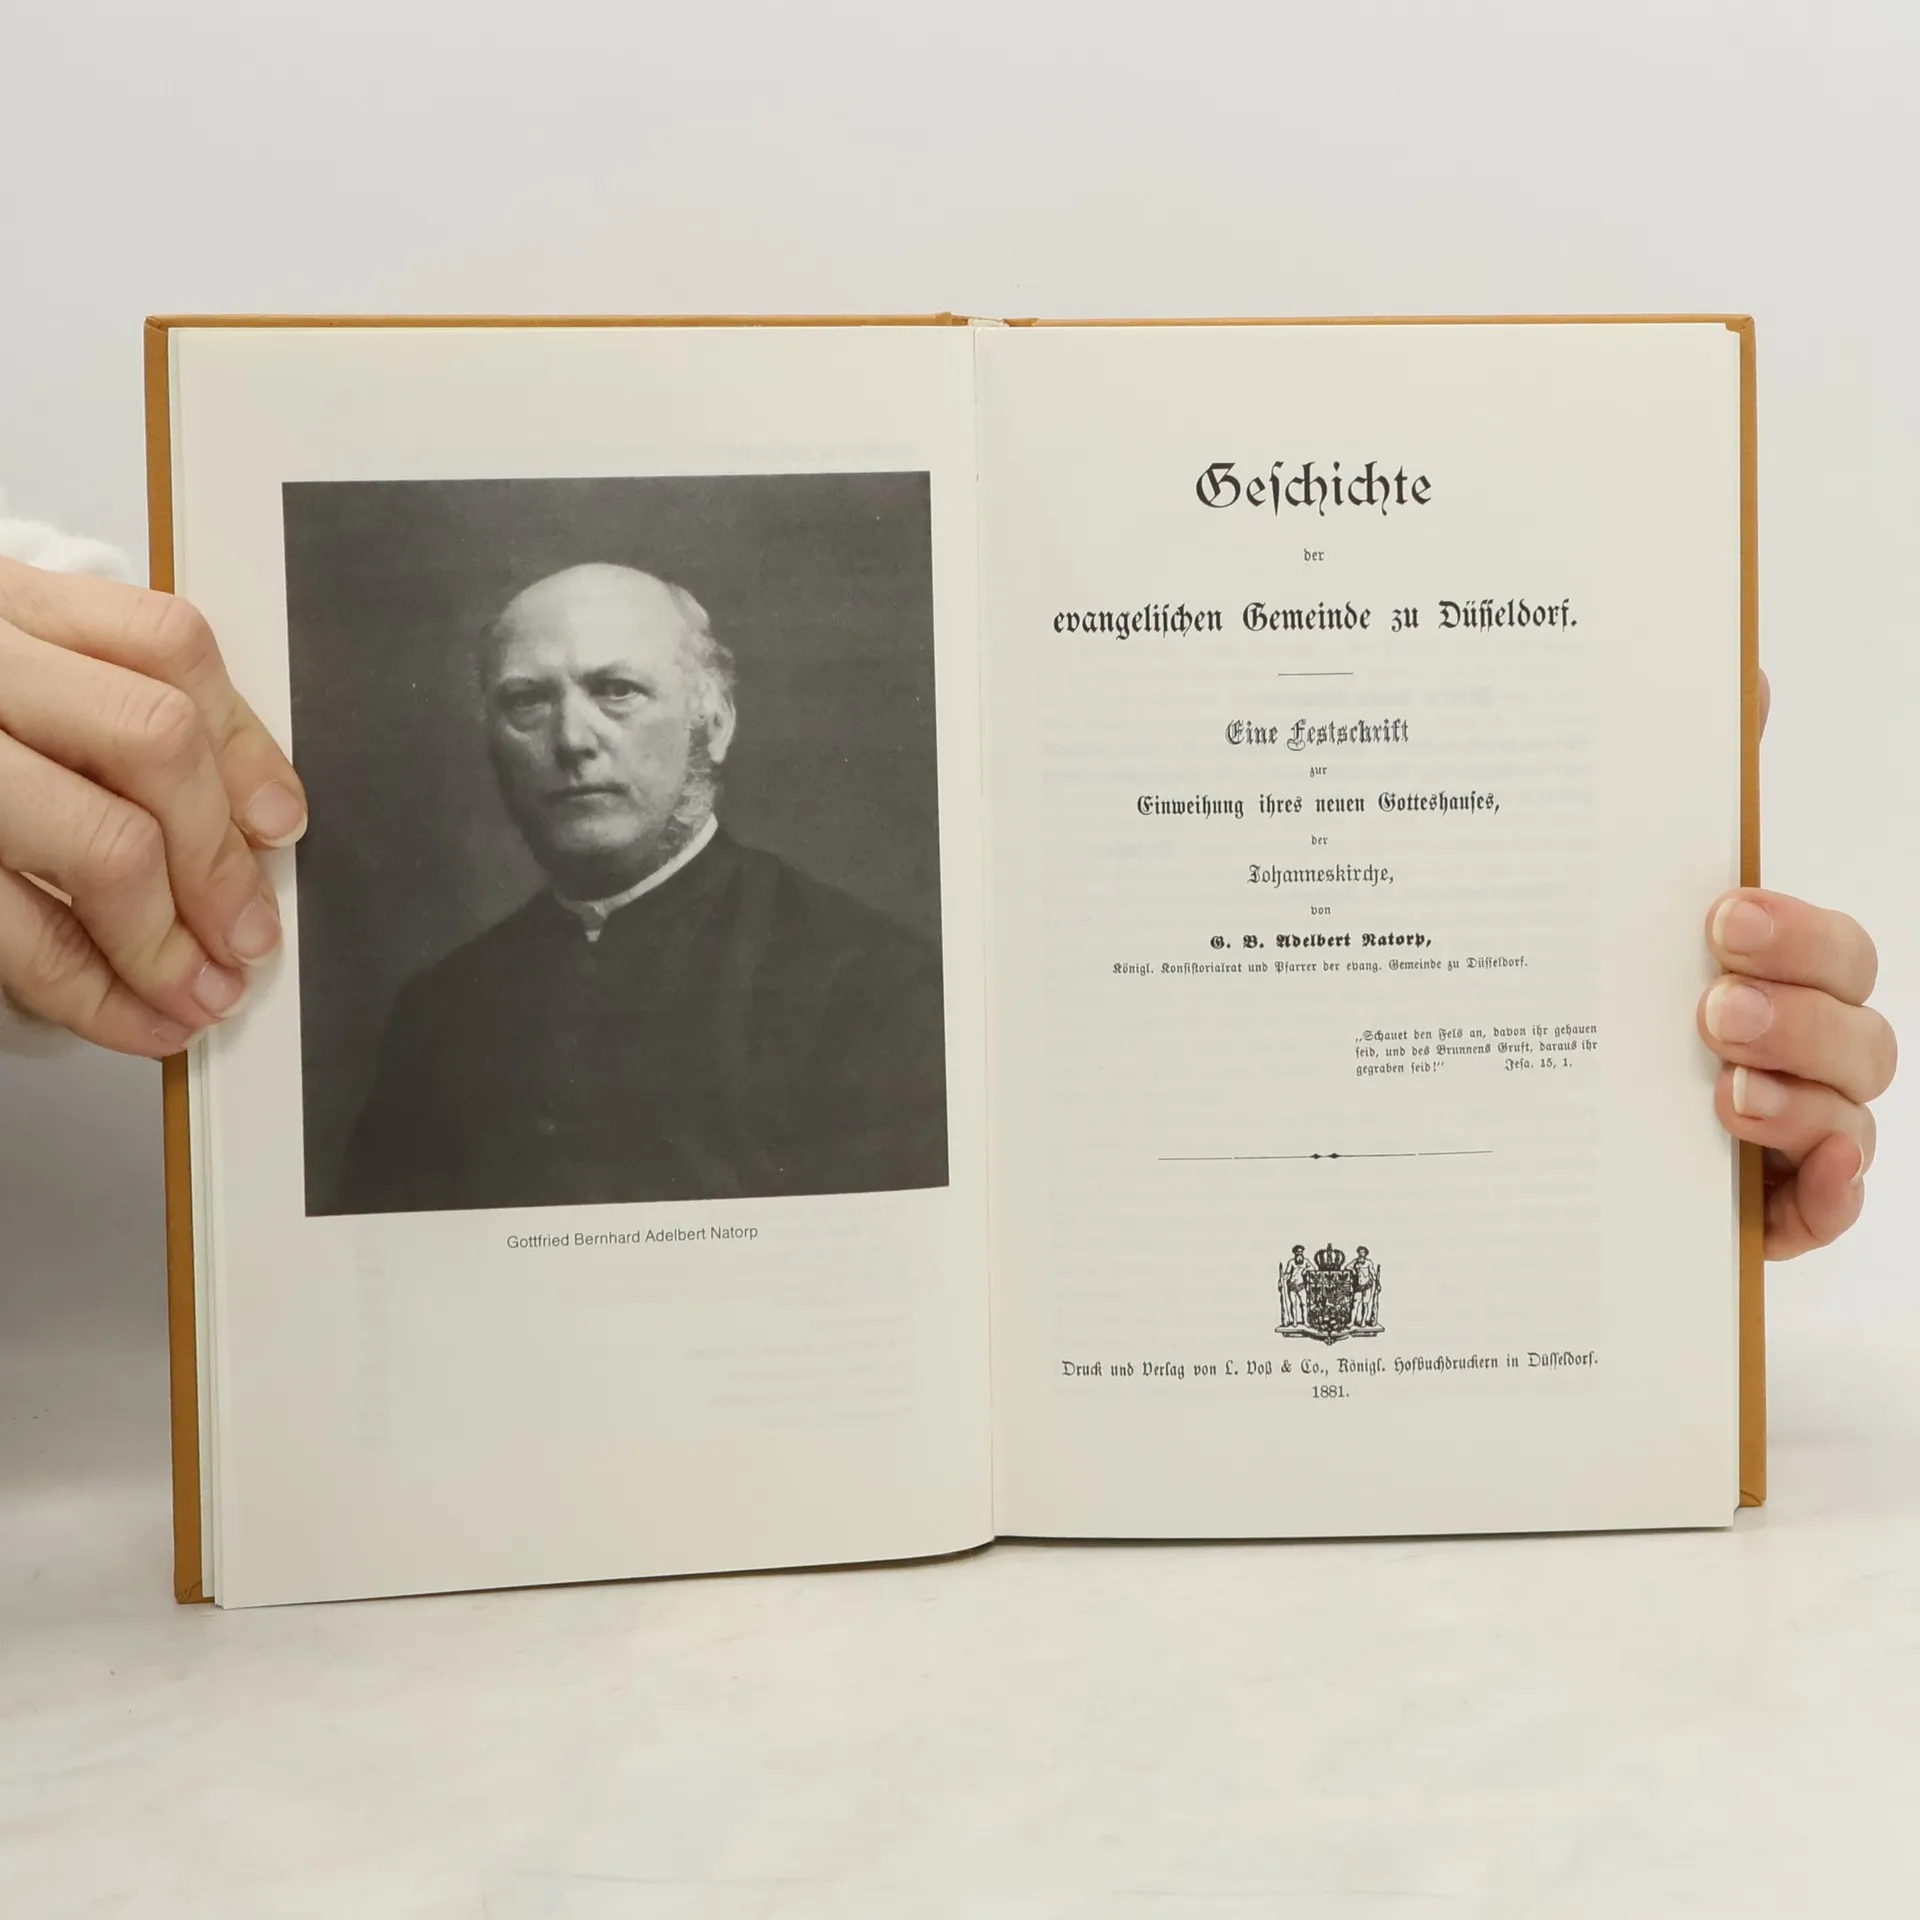 Gottfried Bernhard Adelbert Natorp
Geſchichte
der
evangeliſchen Gemeinde zu Düſſeldorf.
Eine Festschrift
zur
Einweihung ihres neuen Gotteshauſes,
der
Johanneskirche,
von
G. B. Adelbert Natorp,
Königl. Konſiſtorialrat und Pfarrer der evang. Gemeinde zu Düſſeldorf.
„Schauet den Fels an, davon ihr gehauen
ſeid, und des Brunnens Gruft, daraus ihr
gegraben ſeid!“ Jeſa. 15, 1.
Druck und Verlag von L. Voß & Co., Königl. Hofbuchdruckern in Düſſeldorf.
1881.